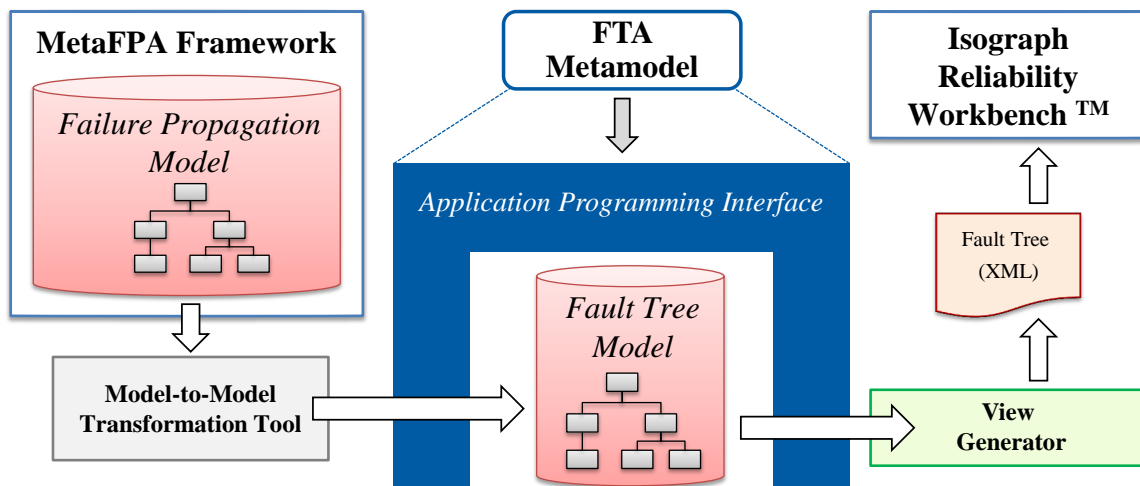 MetaFPA Framework
Failure Propagation
Model
Model-to-Model
Transformation Tool
FTA
Metamodel
Application Programming Interface
Fault Tree
Model
View
Generator
Fault Tree
(XML)
Isograph
Reliability
Workbench TM